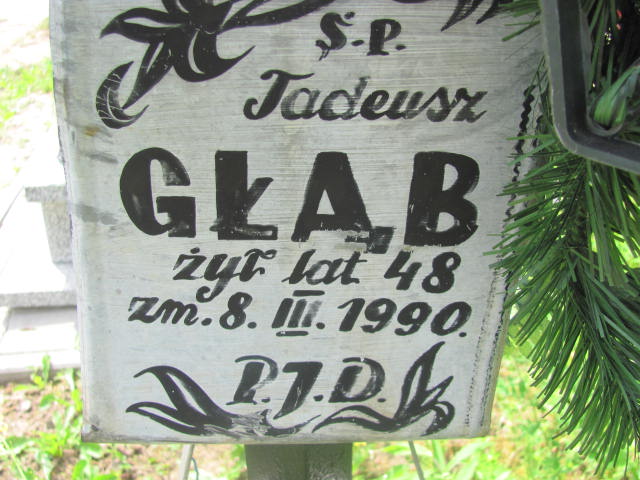 Ś.P.
Tadeusz
GŁĄB
żył lat 48
zm. 8. III. 1990.
P.J.D.